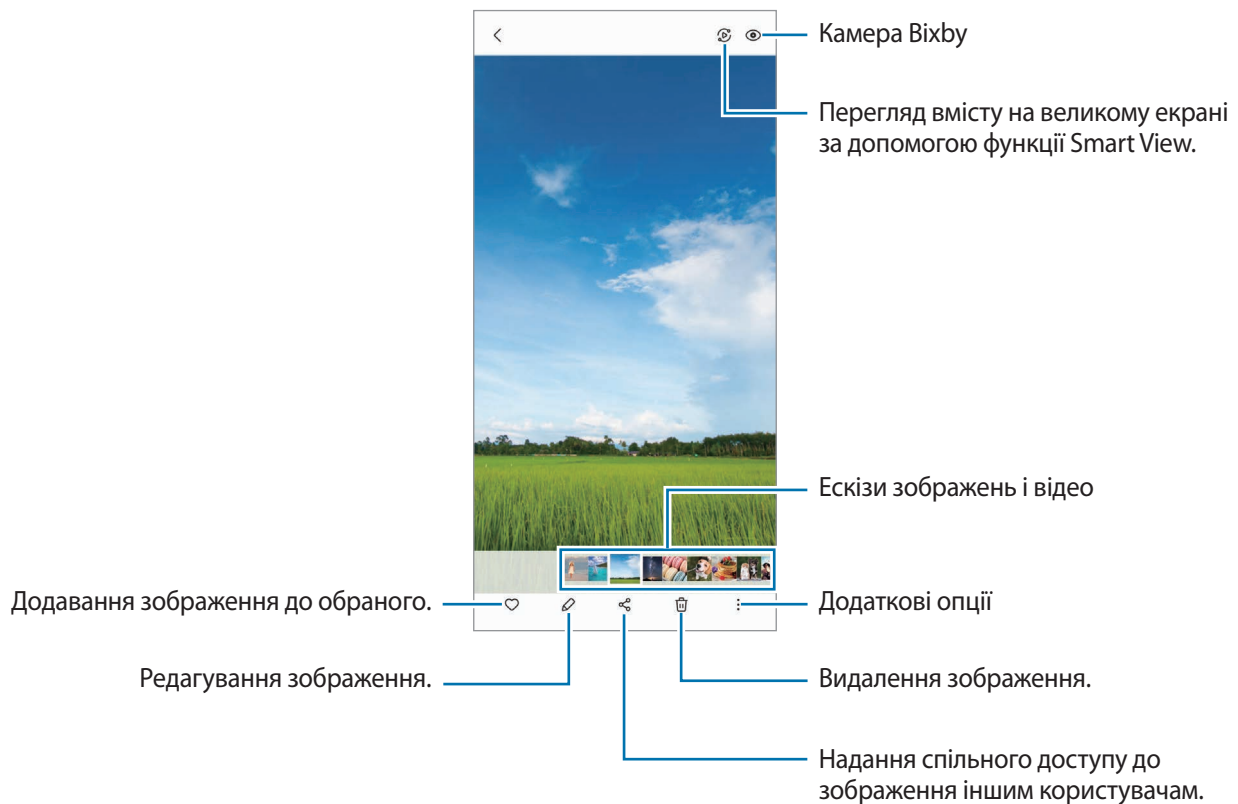 Камера Bixby
Перегляд вмісту на великому екрані
за допомогою функції Smart View.
Ескізи зображень і відео
Додавання зображення до обраного.
Додаткові опції
Редагування зображення.
Видалення зображення.
Надання спільного доступу до
зображення іншим користувачам.